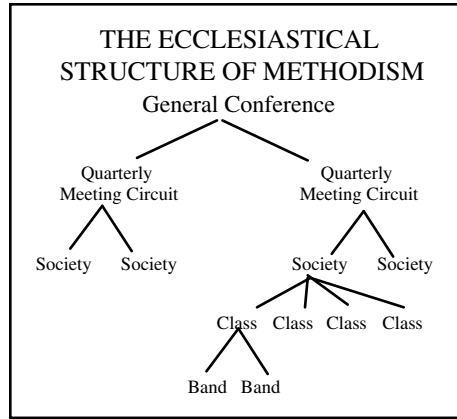 THE ECCLESIASTICAL
STRUCTURE OF METHODISM
General Conference
Quarterly
Meeting Circuit
Quarterly
Meeting Circuit
Society Society Society Society
Class Class Class Class
Band Band